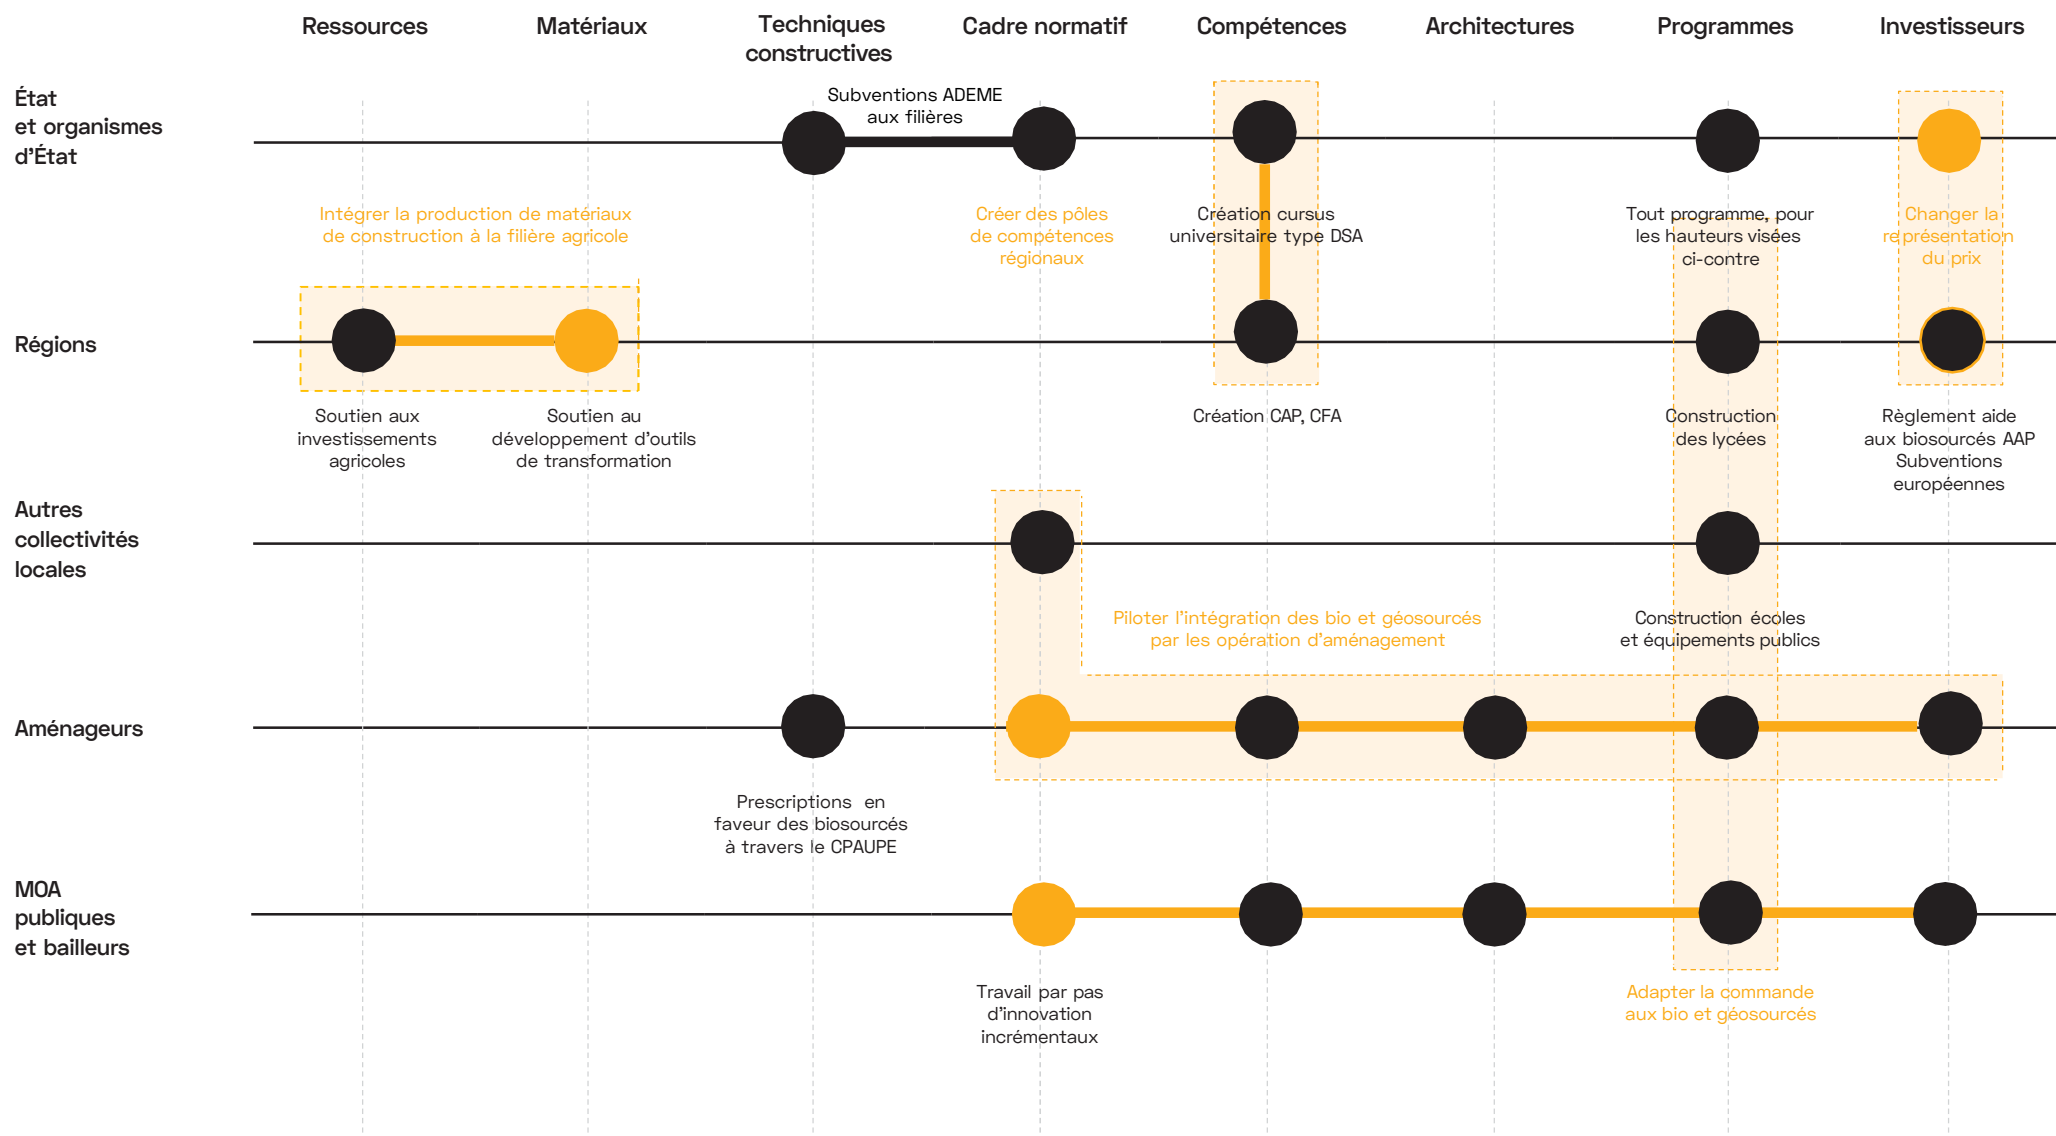 Ressources
Matériaux
Techniques
constructives
Cadre normatif
Compétences
Architectures
Programmes
Investisseurs
État
et organismes
d'État
Subventions ADEME
aux filières
Intégrer la production de matériaux
de construction à la filière agricole
Créer des pôles
de compétences
régionaux
Création cursus
universitaire type DSA
Tout programme, pour
les hauteurs visées
ci-contre
Changer la
représentation
du prix
Régions
Soutien aux
investissements
agricoles
Soutien au
développement d'outils
de transformation
Création CAP, CFA
Construction
des lycées
Règlement aide
aux biosourcés AAP
Subventions
européennes
Autres
collectivités
locales
Piloter l'intégration des bio et géosourcés
par les opération d'aménagement
Construction écoles
et équipements publics
Aménageurs
Prescriptions en
faveur des biosourcés
à travers le CPAUPE
MOA
publiques
et bailleurs
Travail par pas
d'innovation
incrémentaux
Adapter la commande
aux bio et géosourcés